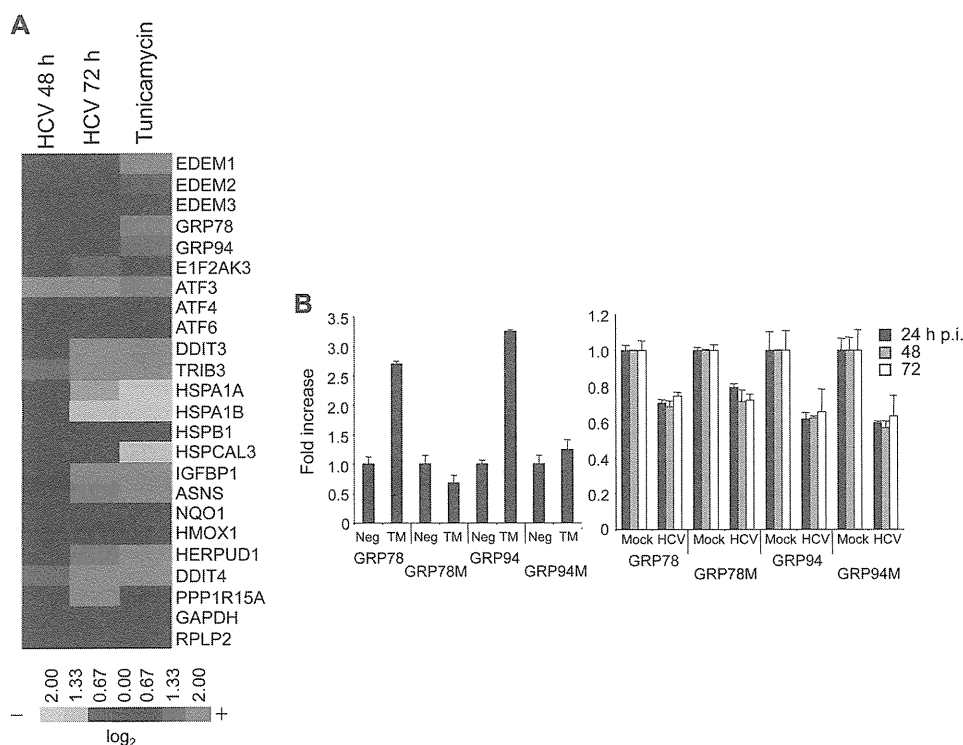 A
HCV 48 h
HCV 72 h
Tunicamycin
EDEM1
EDEM2
EDEM3
GRP78
GRP94
E1F2AK3
ATF3
ATF4
ATF6
DDIT3
TRIB3
HSPA1A
HSPA1B
HSPB1
HSPCAL3
IGFBP1
ASNS
NQO1
HMOX1
HERPUD1
DDIT4
PPP1R15A
GAPDH
RPLP2
2.00 1.33 0.67 0.00 0.67 1.33 2.00
− +
log2
B
Fold increase
3.5
3.0
2.5
2.0
1.5
1.0
0.5
0
Neg TM Neg TM Neg TM Neg TM
GRP78 GRP94
GRP78M GRP94M
1.2
1.0
0.8
0.6
0.4
0.2
0
24 h p.i.
48
72
Mock HCV Mock HCV Mock HCV Mock HCV
GRP78 GRP94
GRP78M GRP94M